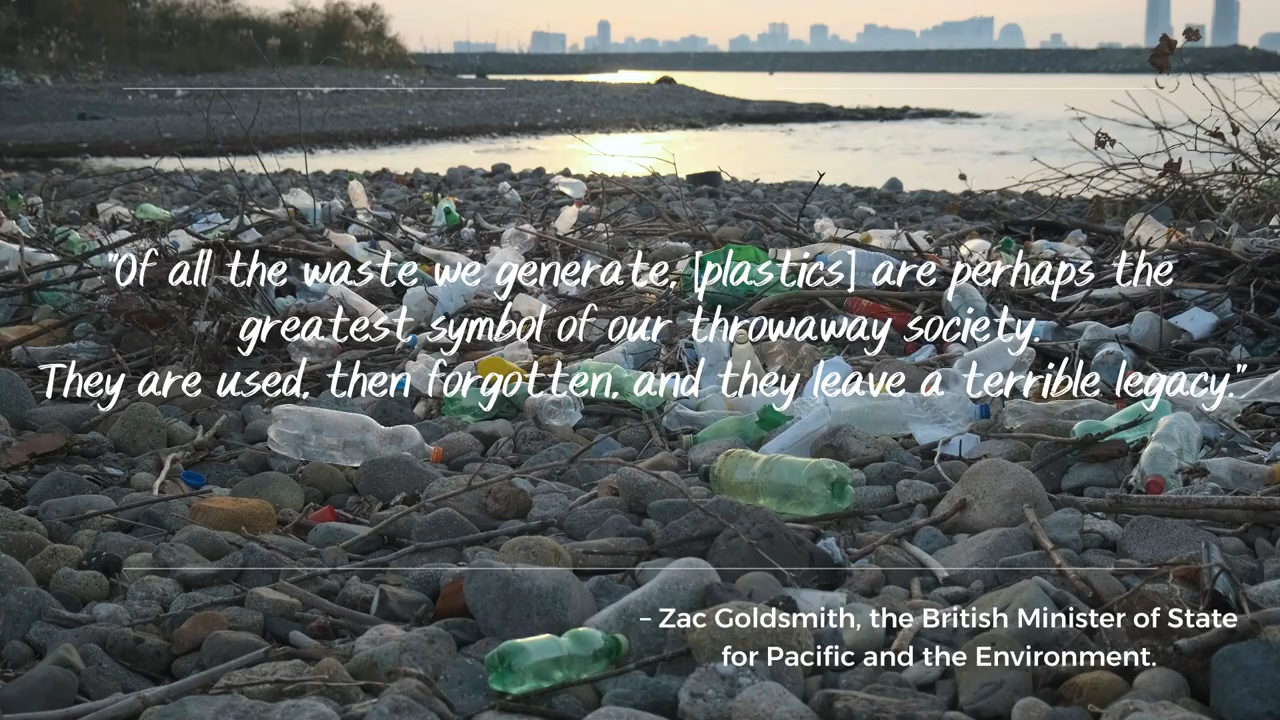 "Of all the waste we generate, [plastics] are perhaps the
greatest symbol of our throwaway society.
They are used, then forgotten, and they leave a terrible legacy."
– Zac Goldsmith, the British Minister of State
for Pacific and the Environment.